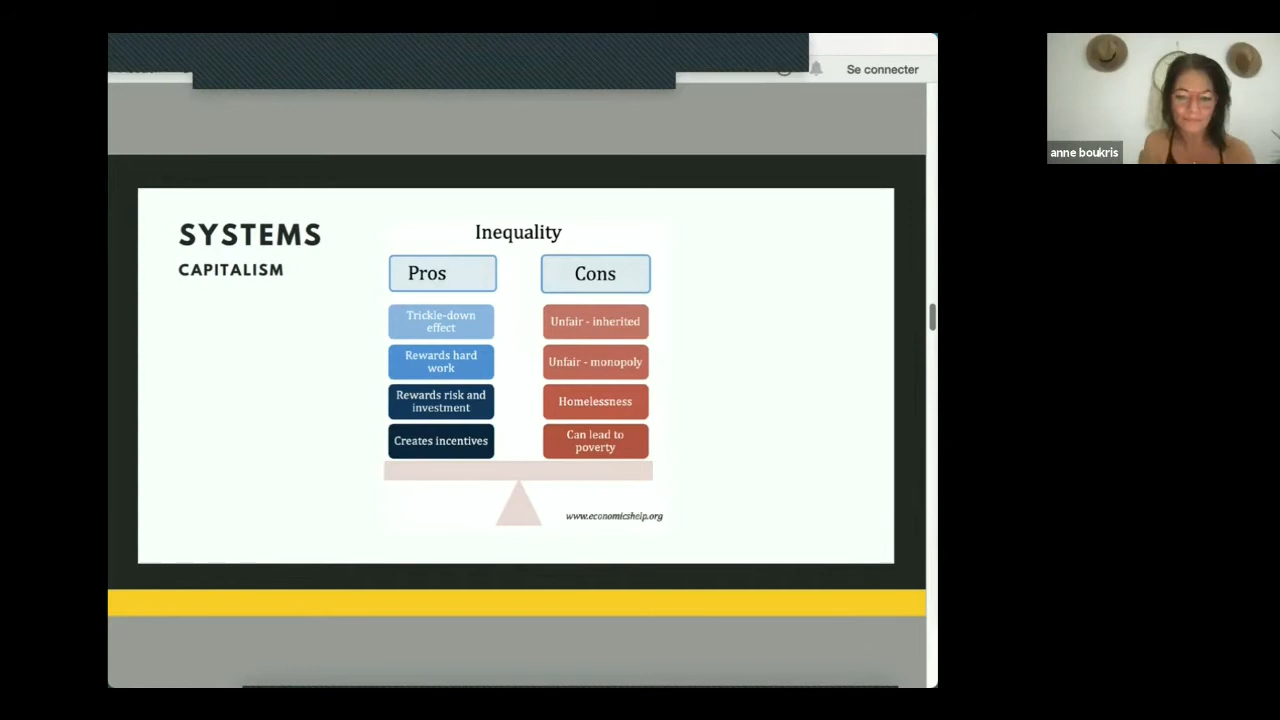 Se connecter
anne boukris
SYSTEMS
CAPITALISM
Inequality
Pros
Cons
Trickle-down
effect
Unfair - inherited
Rewards hard
work
Unfair - monopoly
Rewards risk and
investment
Homelessness
Creates incentives
Can lead to
poverty
www.economicshelp.org